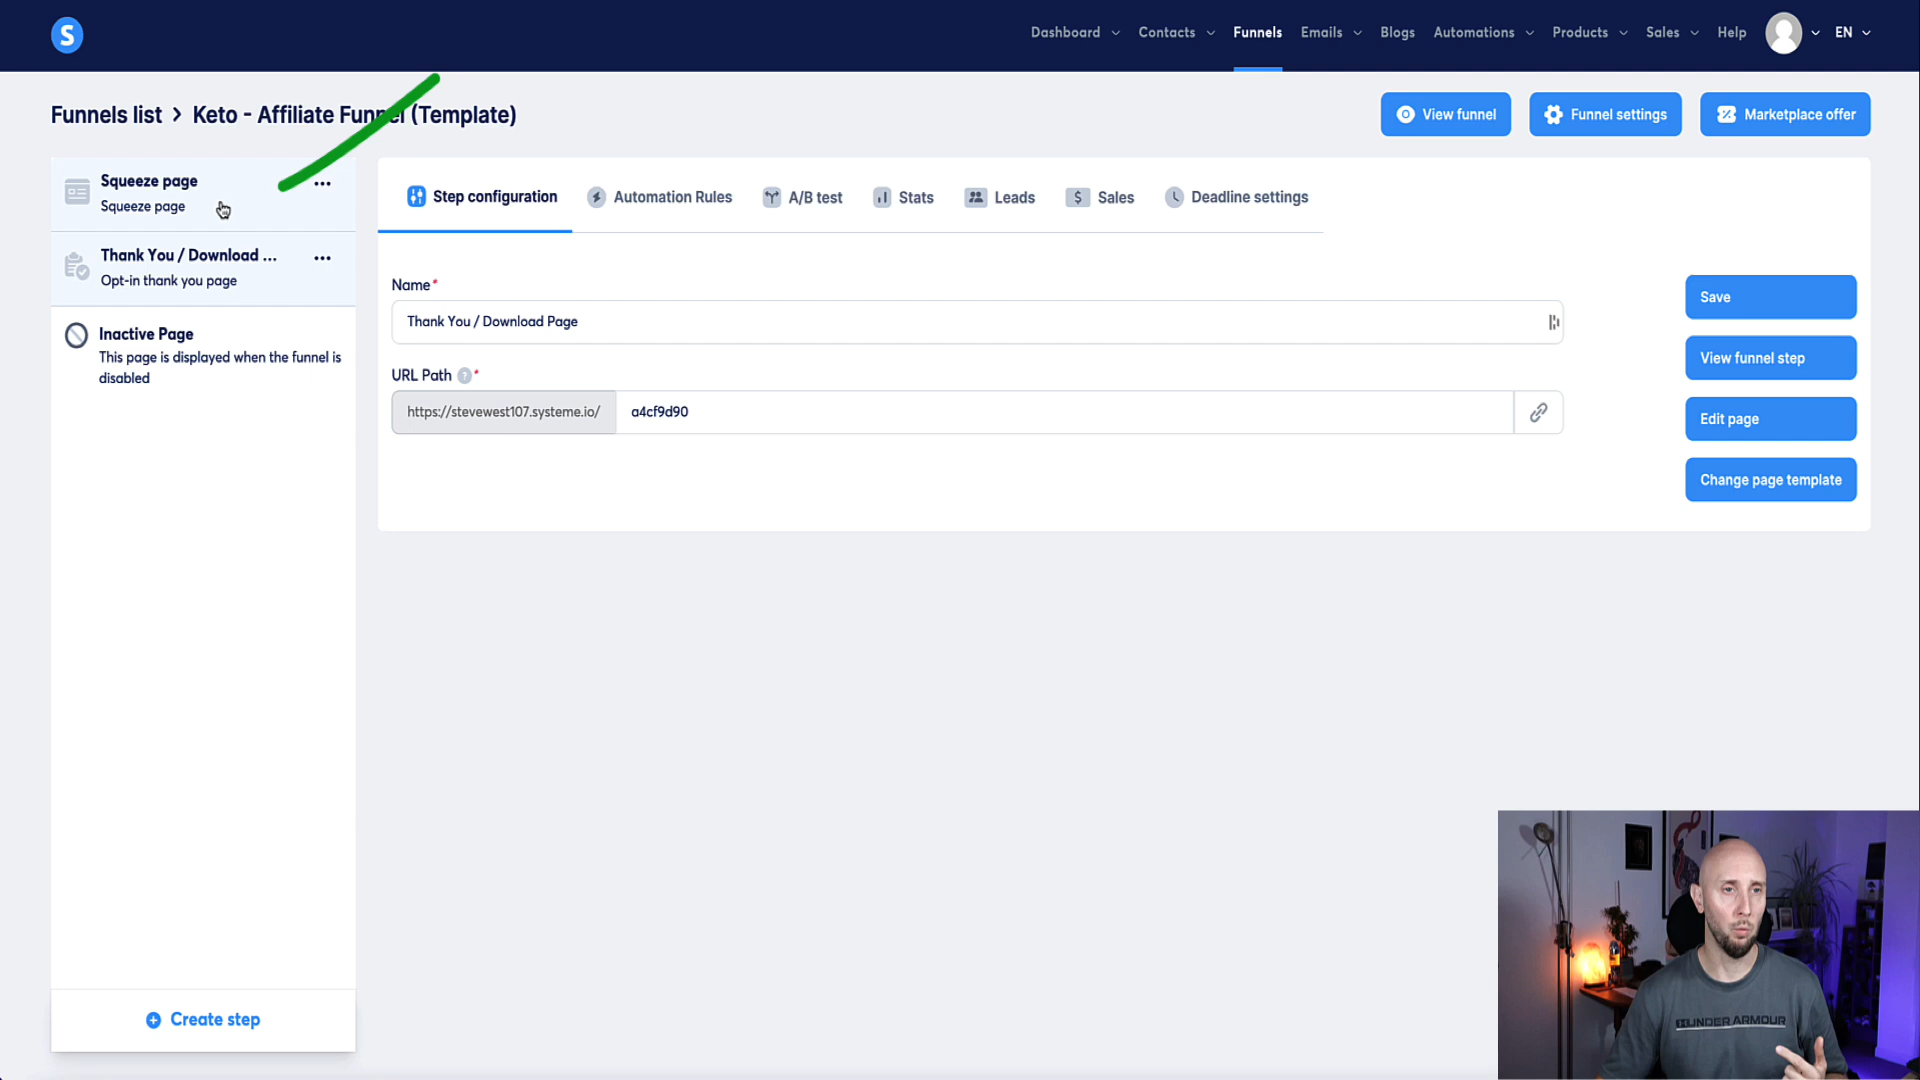 S
Dashboard Contacts Funnels Emails Blogs Automations Products Sales Help EN
Funnels list > Keto - Affiliate Funnel (Template)
View funnel Funnel settings Marketplace offer
Squeeze page
Squeeze page
Thank You / Download ...
Opt-in thank you page
Inactive Page
This page is displayed when the funnel is
disabled
Create step
Step configuration Automation Rules A/B test Stats Leads Sales Deadline settings
Name*
Thank You / Download Page
URL Path ? *
https://stevewest107.systeme.io/ a4cf9d90
Save
View funnel step
Edit page
Change page template
UNDER ARMOUR